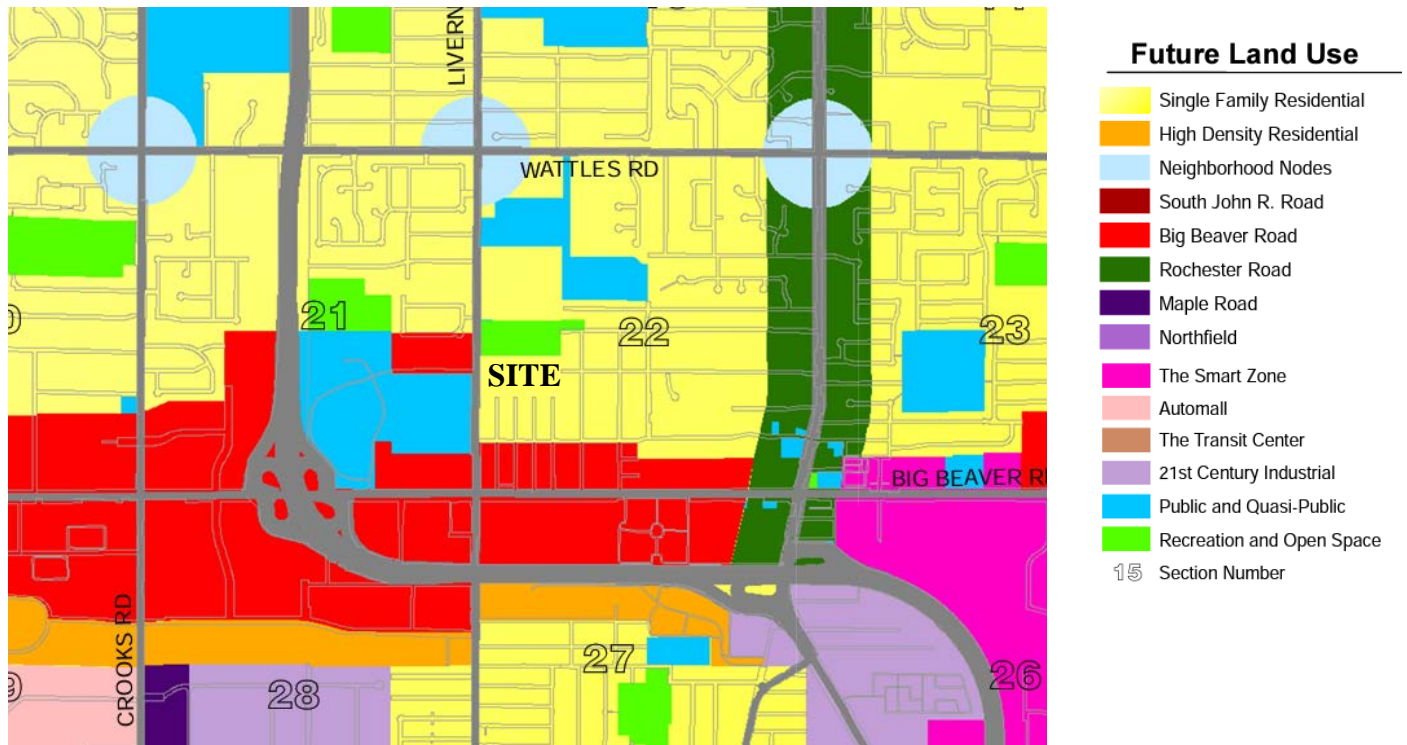 LIVERN
WATTLES RD
21
22
23
SITE
BIG BEAVER R
CROOKS RD
27
28
26
Future Land Use
Single Family Residential
High Density Residential
Neighborhood Nodes
South John R. Road
Big Beaver Road
Rochester Road
Maple Road
Northfield
The Smart Zone
Automall
The Transit Center
21st Century Industrial
Public and Quasi-Public
Recreation and Open Space
15 Section Number